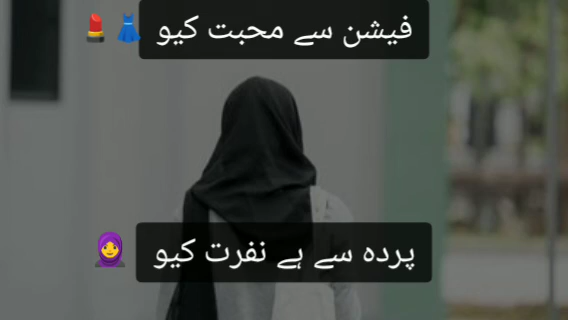 فیشن سے محبت کیو 💄👗
پردہ سے ہے نفرت کیو 🧕